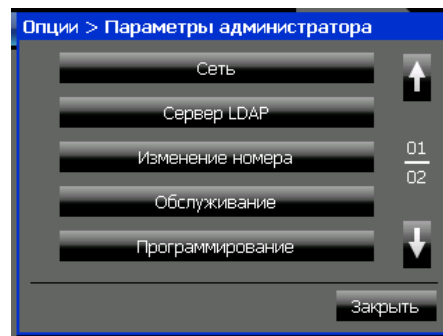 Опции > Параметры администратора
Сеть
Сервер LDAP
Изменение номера
01
02
Обслуживание
Программирование
Закрыть